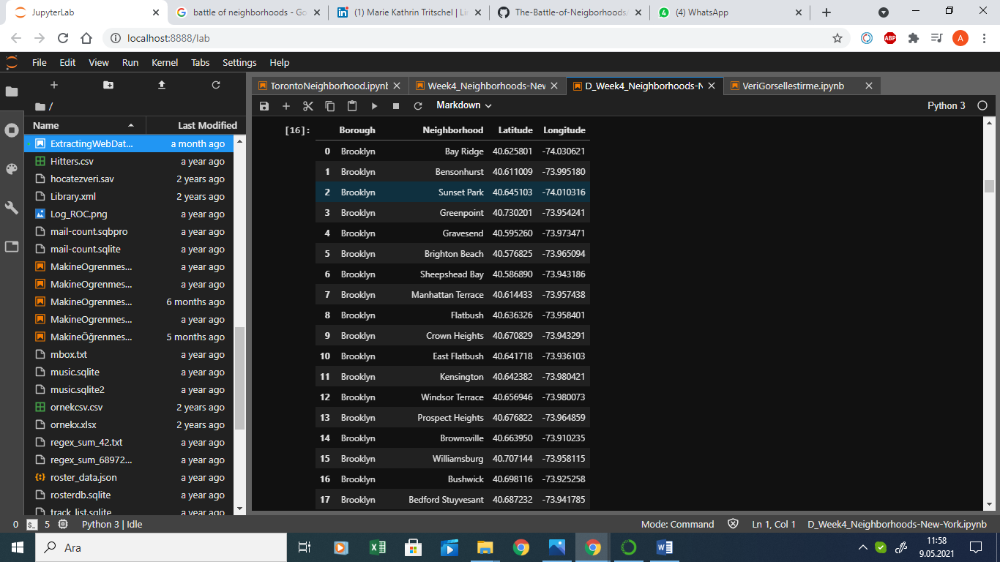 JupyterLab
battle of neighborhoods - Go
(1) Marie Kathrin Tritschel | Li
The-Battle-of-Neigborhoods/
(4) WhatsApp
localhost:8888/lab
ABP
A
File Edit View Run Kernel Tabs Settings Help
TorontoNeighborhood.ipynb
Week4_Neighborhoods-New
D_Week4_Neighborhoods-N
VeriGorsellestirme.ipynb
Markdown
Python 3
/
Name Last Modified
ExtractingWebDat... a month ago
Hitters.csv a year ago
hocatezveri.sav 2 years ago
Library.xml 2 years ago
Log_ROC.png a year ago
mail-count.sqbpro a year ago
mail-count.sqlite a year ago
MakineOgrenmes... a year ago
MakineOgrenmes... a year ago
MakineOgrenmes... 6 months ago
MakineOgrenmes... a year ago
MakineÖğrenmes... 5 months ago
mbox.txt a year ago
music.sqlite a year ago
music.sqlite2 a year ago
ornekcsv.csv 2 years ago
ornekx.xlsx 2 years ago
regex_sum_42.txt a year ago
regex_sum_68972... a year ago
roster_data.json a year ago
rosterdb.sqlite a year ago
track_list.sqlite a year ago
[16]: Borough Neighborhood Latitude Longitude
0 Brooklyn Bay Ridge 40.625801 -74.030621
1 Brooklyn Bensonhurst 40.611009 -73.995180
2 Brooklyn Sunset Park 40.645103 -74.010316
3 Brooklyn Greenpoint 40.730201 -73.954241
4 Brooklyn Gravesend 40.595260 -73.973471
5 Brooklyn Brighton Beach 40.576825 -73.965094
6 Brooklyn Sheepshead Bay 40.586890 -73.943186
7 Brooklyn Manhattan Terrace 40.614433 -73.957438
8 Brooklyn Flatbush 40.636326 -73.958401
9 Brooklyn Crown Heights 40.670829 -73.943291
10 Brooklyn East Flatbush 40.641718 -73.936103
11 Brooklyn Kensington 40.642382 -73.980421
12 Brooklyn Windsor Terrace 40.656946 -73.980073
13 Brooklyn Prospect Heights 40.676822 -73.964859
14 Brooklyn Brownsville 40.663950 -73.910235
15 Brooklyn Williamsburg 40.707144 -73.958115
16 Brooklyn Bushwick 40.698116 -73.925258
17 Brooklyn Bedford Stuyvesant 40.687232 -73.941785
0 5 Python 3 | Idle
Mode: Command Ln 1, Col 1 D_Week4_Neighborhoods-New-York.ipynb
Ara
11:58
9.05.2021